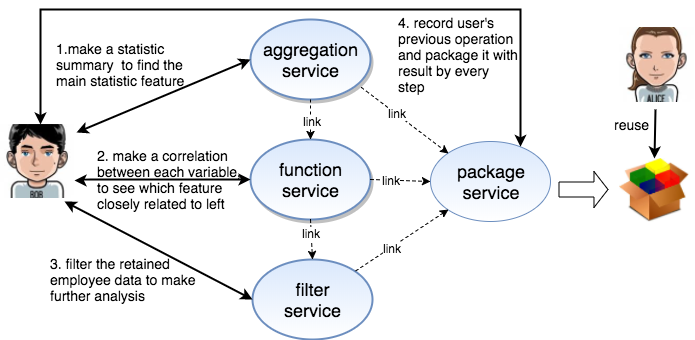 1.make a statistic
summary to find the
main statistic feature
aggregation
service
4. record user's
previous operation
and package it with
result by every
step
ALICE
link
link
reuse
BOB
2. make a correlation
between each variable
to see which feature
closely related to left
function
service
link
package
service
link
link
3. filter the retained
employee data to make
further analysis
filter
service